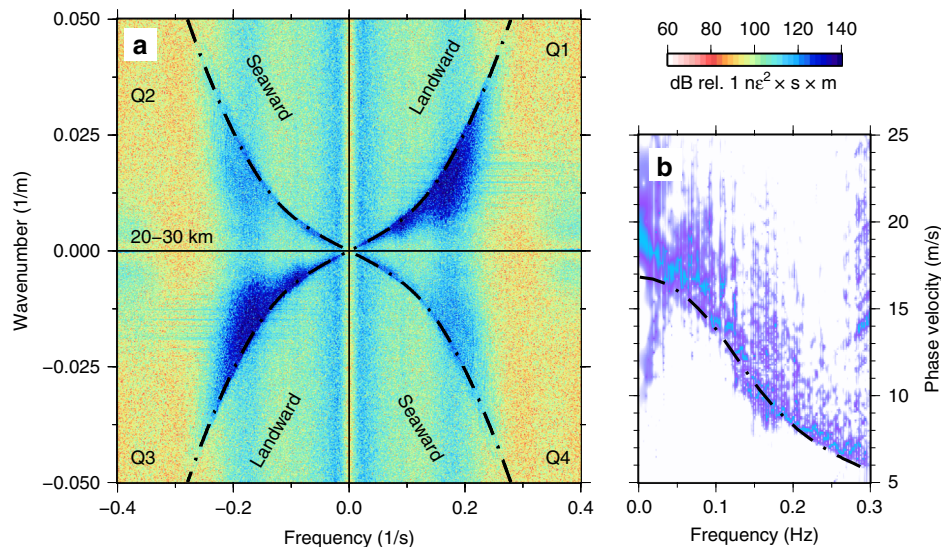 a
Q1
Q2
Seaward
Landward
20–30 km
Q3
Landward
Seaward
Q4
0.050
0.025
0.000
−0.025
−0.050
Wavenumber (1/m)
−0.4
−0.2
0.0
0.2
0.4
Frequency (1/s)
60
80
100
120
140
dB rel. 1 nε² × s × m
b
25
20
15
10
5
Phase velocity (m/s)
0.0
0.1
0.2
0.3
Frequency (Hz)